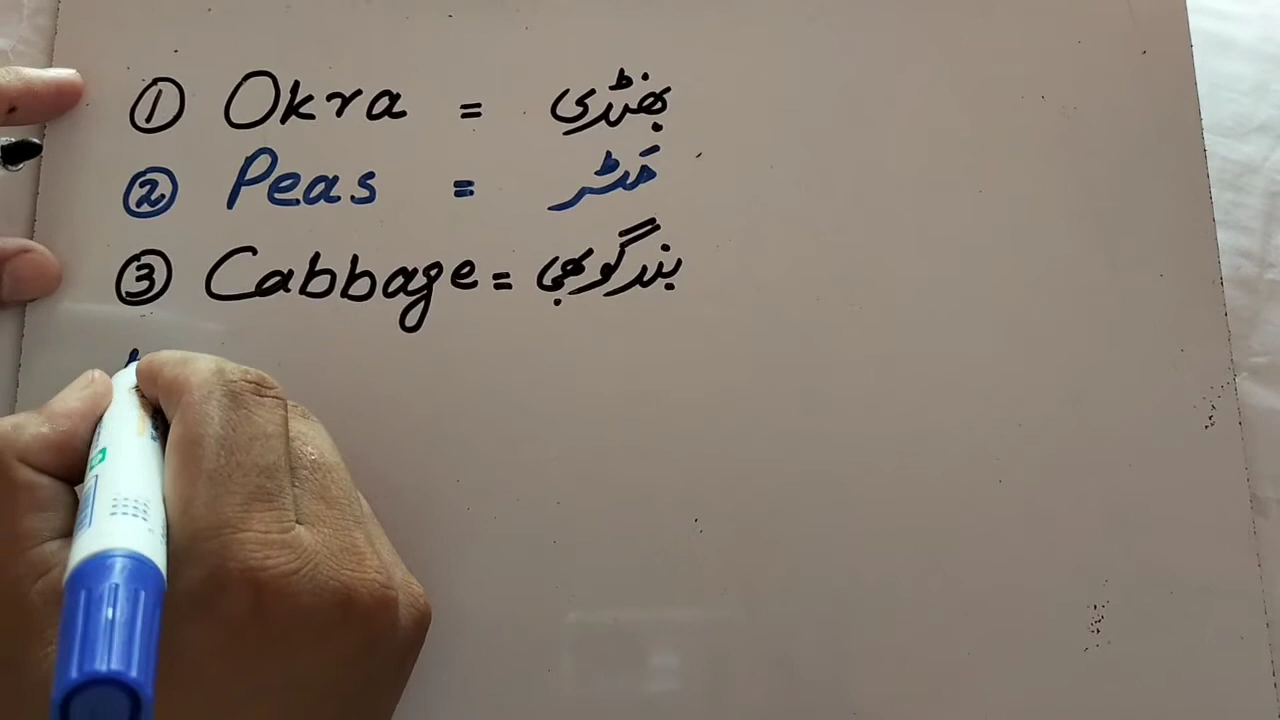 ① Okra = بھنڈی
② Peas = مٹر
③ Cabbage = بندگوبھی